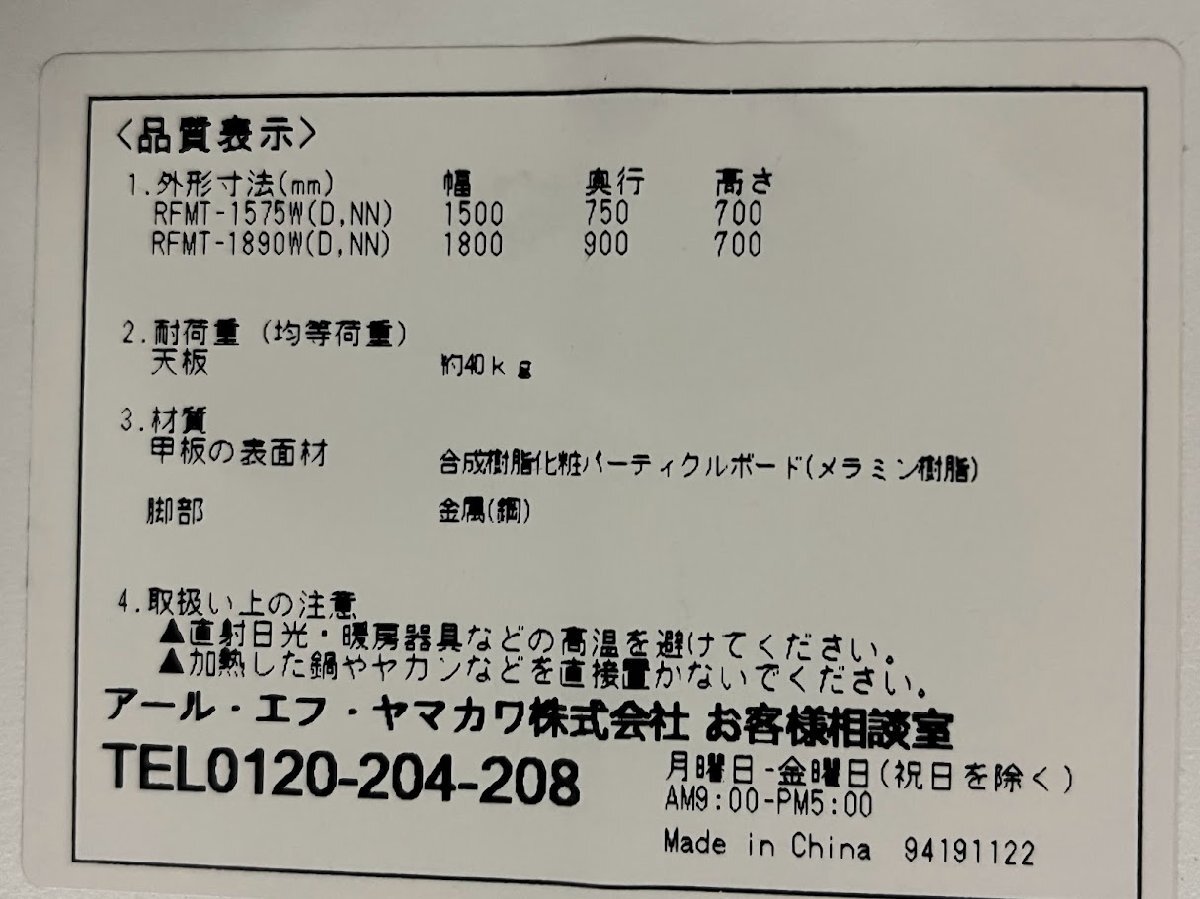 〈品質表示〉
1.外形寸法(mm) 幅 奥行 高さ
RFMT-1575W(D,NN) 1500 750 700
RFMT-1890W(D,NN) 1800 900 700
2.耐荷重 (均等荷重)
天板 約40kg
3.材質
甲板の表面材 合成樹脂化粧パーティクルボード(メラミン樹脂)
脚部 金属(鋼)
4.取扱い上の注意
▲直射日光・暖房器具などの高温を避けてください。
▲加熱した鍋やヤカンなどを直接置かないでください。
アール・エフ・ヤマカワ株式会社 お客様相談室
TEL0120-204-208 月曜日-金曜日(祝日を除く)
AM9:00-PM5:00
Made in China 94191122